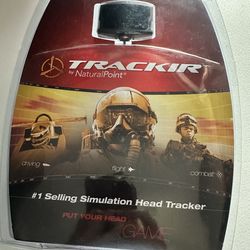 TRACKIR
by NaturalPoint®
driving
flight
combat
#1 Selling Simulation Head Tracker
PUT YOUR HEAD
GAME